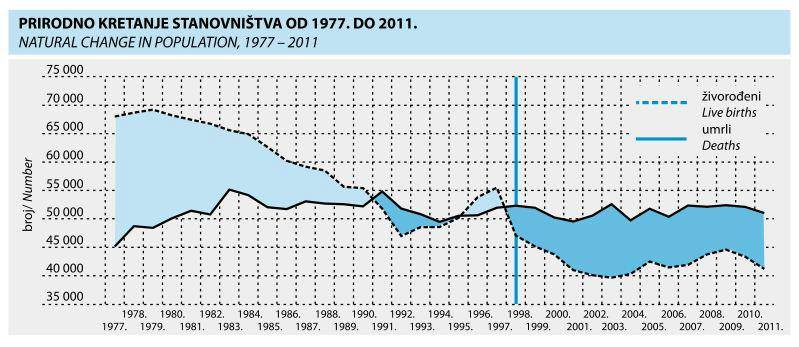 PRIRODNO KRETANJE STANOVNIŠTVA OD 1977. DO 2011.
NATURAL CHANGE IN POPULATION, 1977 – 2011
živorođeni
Live births
umrli
Deaths
broj/ Number
75 000
70 000
65 000
60 000
55 000
50 000
45 000
40 000
35 000
1978. 1980. 1982. 1984. 1986. 1988. 1990. 1992. 1994. 1996. 1998. 2000. 2002. 2004. 2006. 2008. 2010.
1977. 1979. 1981. 1983. 1985. 1987. 1989. 1991. 1993. 1995. 1997. 1999. 2001. 2003. 2005. 2007. 2009. 2011.